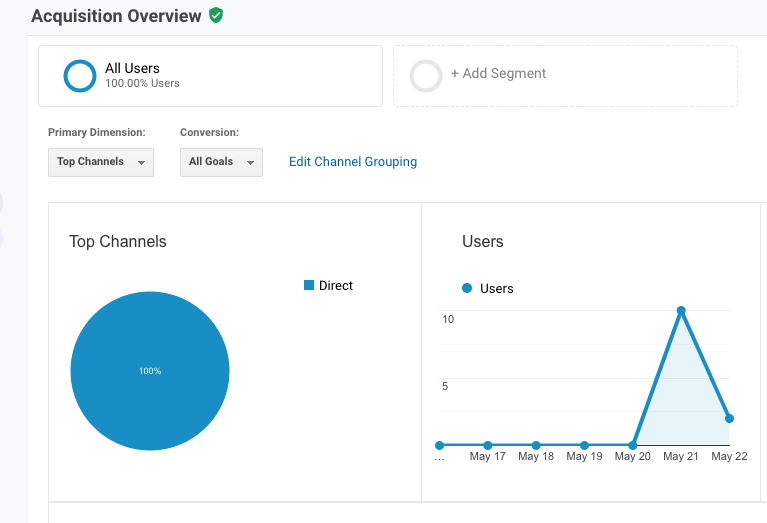 Acquisition Overview
All Users
100.00% Users
+ Add Segment
Primary Dimension:
Conversion:
Top Channels
All Goals
Edit Channel Grouping
Top Channels
Direct
100%
Users
Users
10
5
...
May 17
May 18
May 19
May 20
May 21
May 22